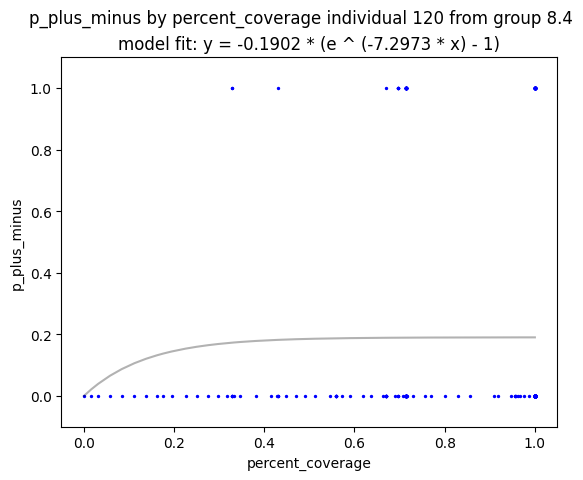 p_plus_minus by percent_coverage individual 120 from group 8.4
model fit: y = -0.1902 * (e ^ (-7.2973 * x) - 1)
1.0
0.8
0.6
0.4
0.2
0.0
p_plus_minus
0.0 0.2 0.4 0.6 0.8 1.0
percent_coverage